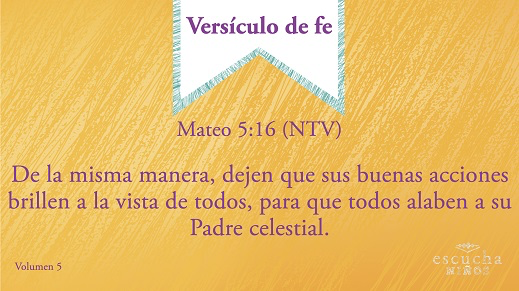 Versículo de fe
Mateo 5:16 (NTV)
De la misma manera, dejen que sus buenas acciones
brillen a la vista de todos, para que todos alaben a su
Padre celestial.
escucha
NIÑOS
Volumen 5